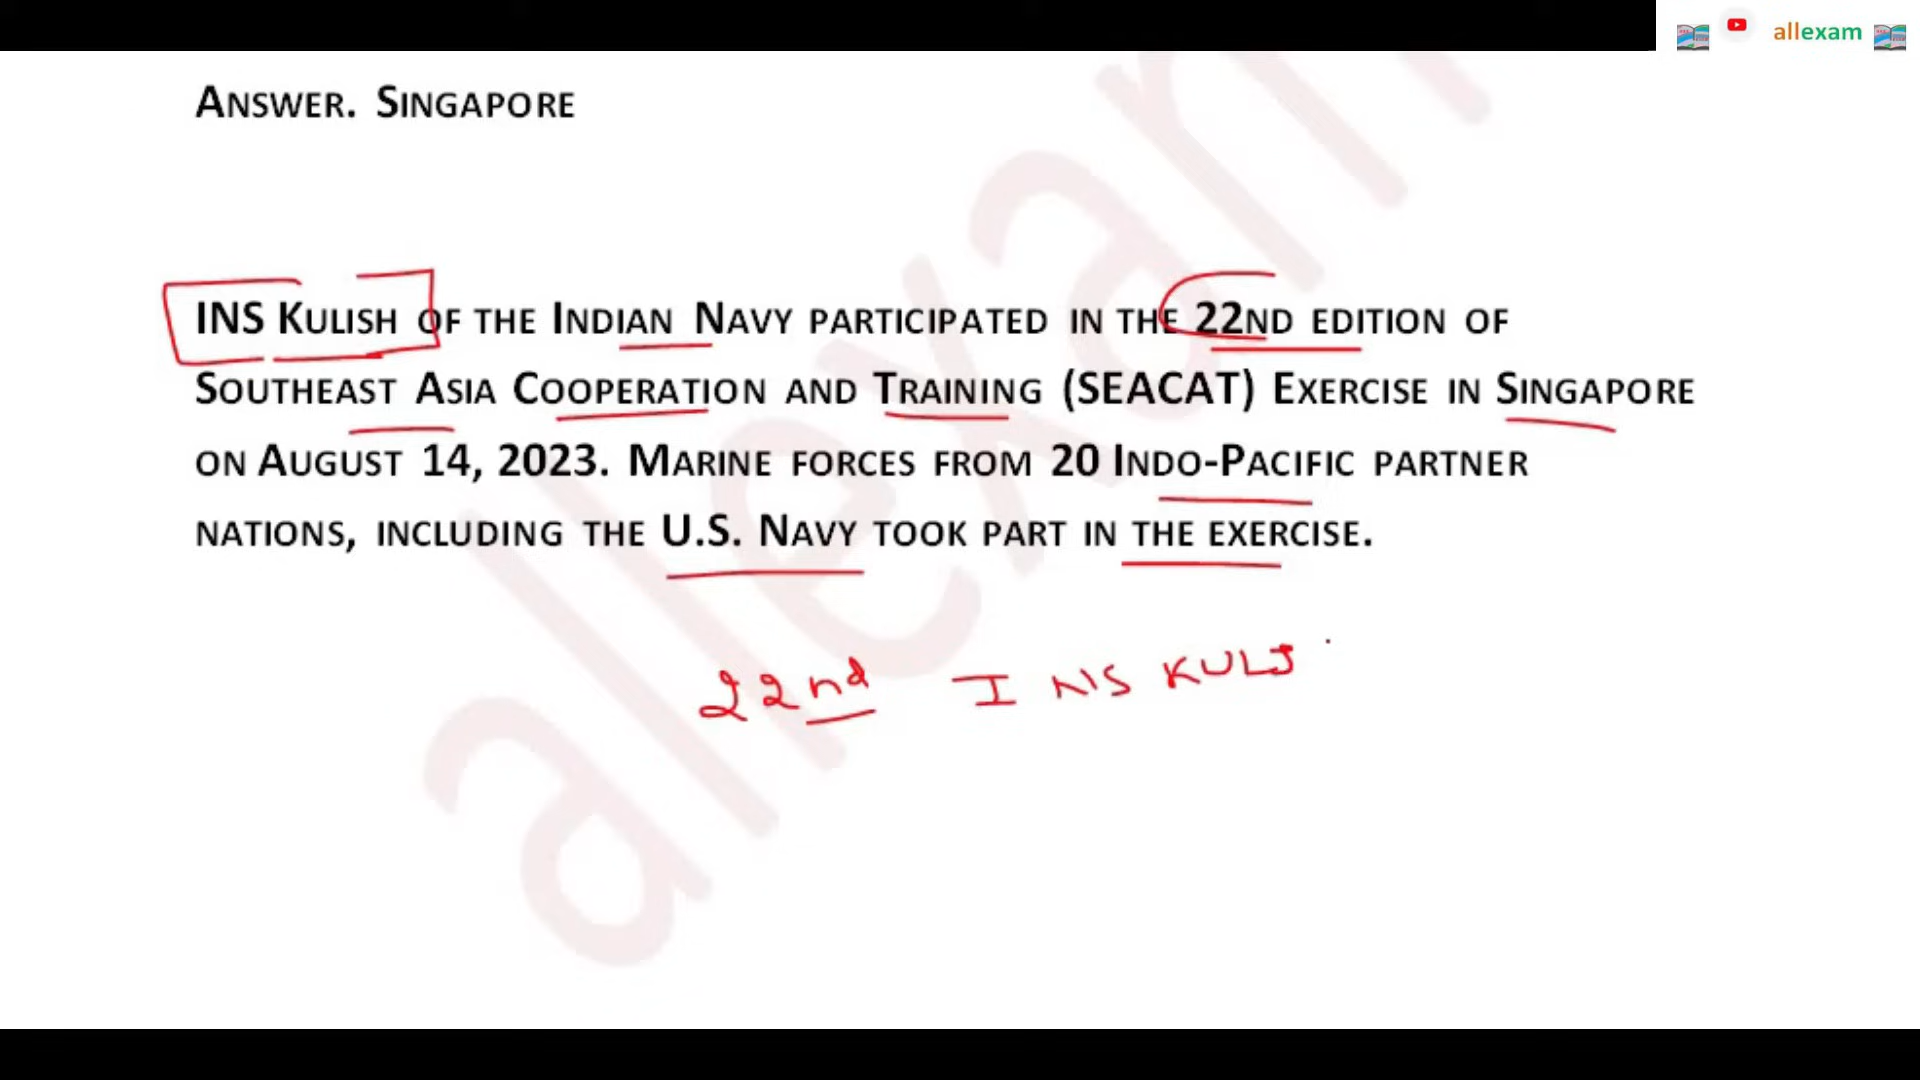 allexam
ANSWER. SINGAPORE
INS KULISH OF THE INDIAN NAVY PARTICIPATED IN THE 22ND EDITION OF
SOUTHEAST ASIA COOPERATION AND TRAINING (SEACAT) EXERCISE IN SINGAPORE
ON AUGUST 14, 2023. MARINE FORCES FROM 20 INDO-PACIFIC PARTNER
NATIONS, INCLUDING THE U.S. NAVY TOOK PART IN THE EXERCISE.
22nd INS KULI
allexam